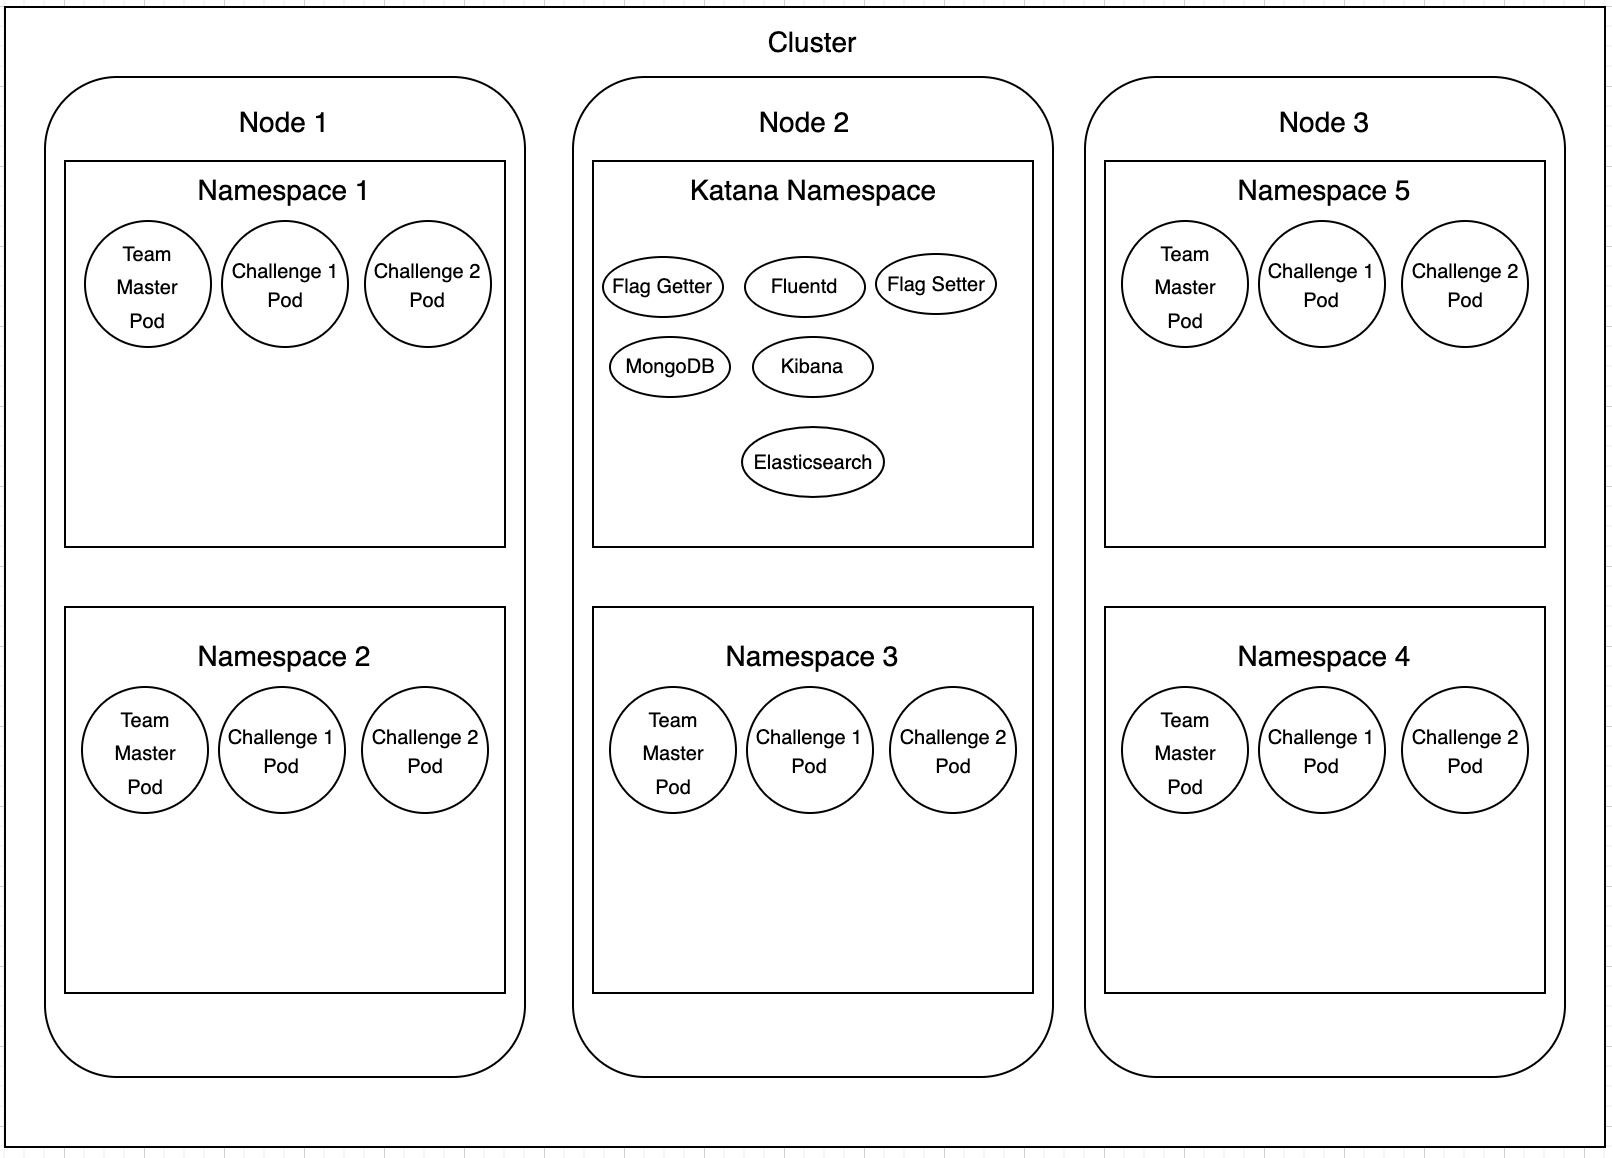 Cluster
Node 1
Namespace 1
Team
Master
Pod
Challenge 1
Pod
Challenge 2
Pod
Namespace 2
Team
Master
Pod
Challenge 1
Pod
Challenge 2
Pod
Node 2
Katana Namespace
Flag Getter
Fluentd
Flag Setter
MongoDB
Kibana
Elasticsearch
Namespace 3
Team
Master
Pod
Challenge 1
Pod
Challenge 2
Pod
Node 3
Namespace 5
Team
Master
Pod
Challenge 1
Pod
Challenge 2
Pod
Namespace 4
Team
Master
Pod
Challenge 1
Pod
Challenge 2
Pod